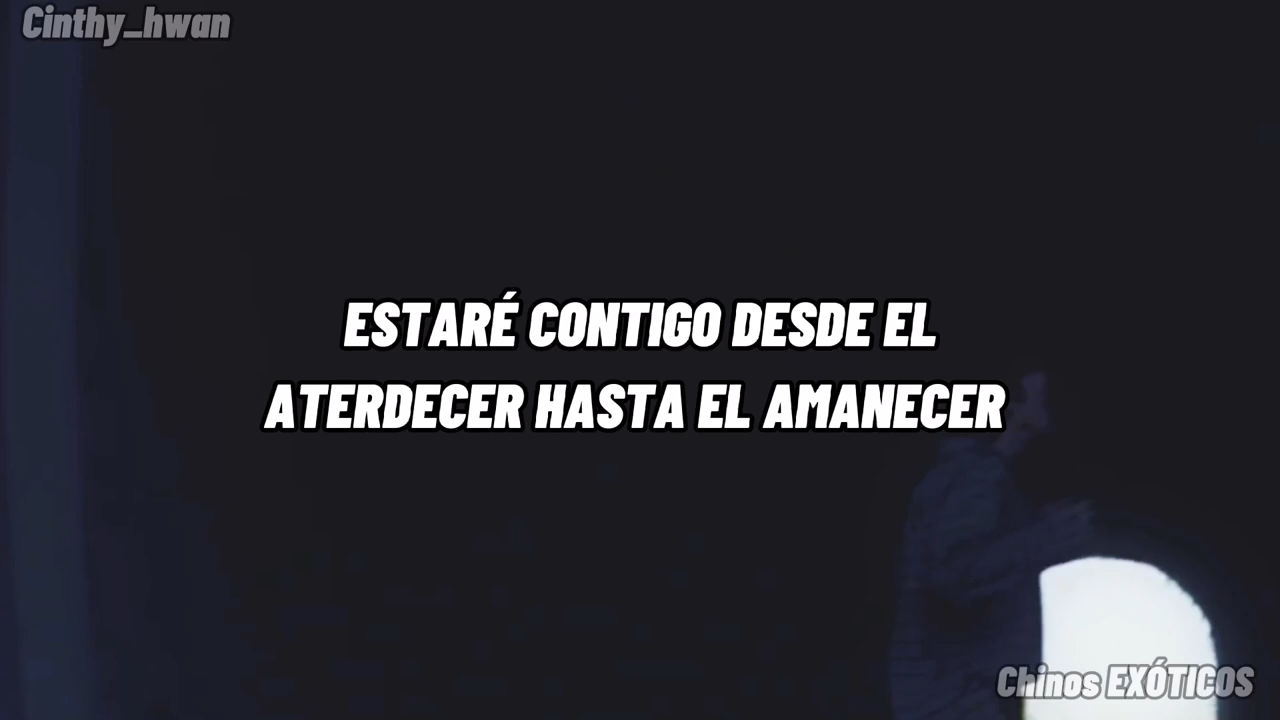 Cinthy_hwan
ESTARÉ CONTIGO DESDE EL
ATERDECER HASTA EL AMANECER
Chinos EXÓTICOS